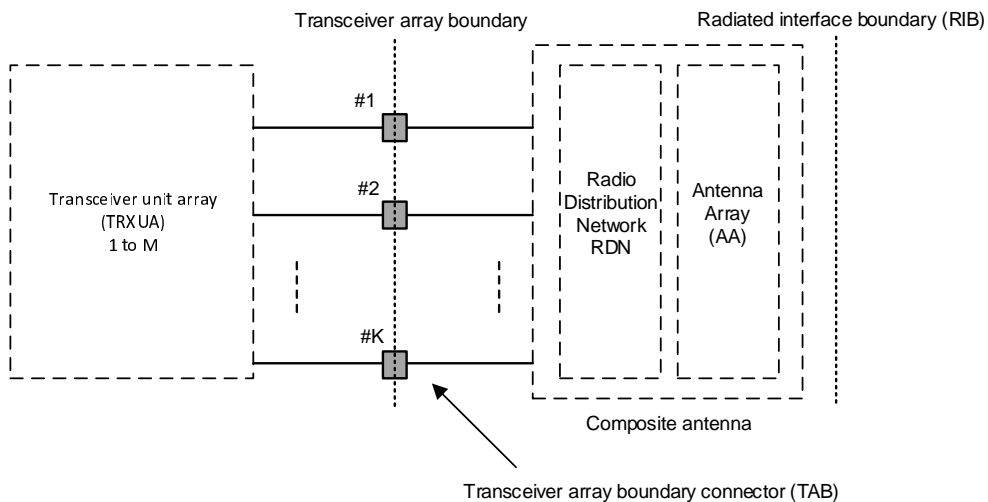 Transceiver array boundary
Radiated interface boundary (RIB)
#1
#2
#K
Transceiver unit array
(TRXUA)
1 to M
Radio
Distribution
Network
RDN
Antenna
Array
(AA)
Composite antenna
Transceiver array boundary connector (TAB)